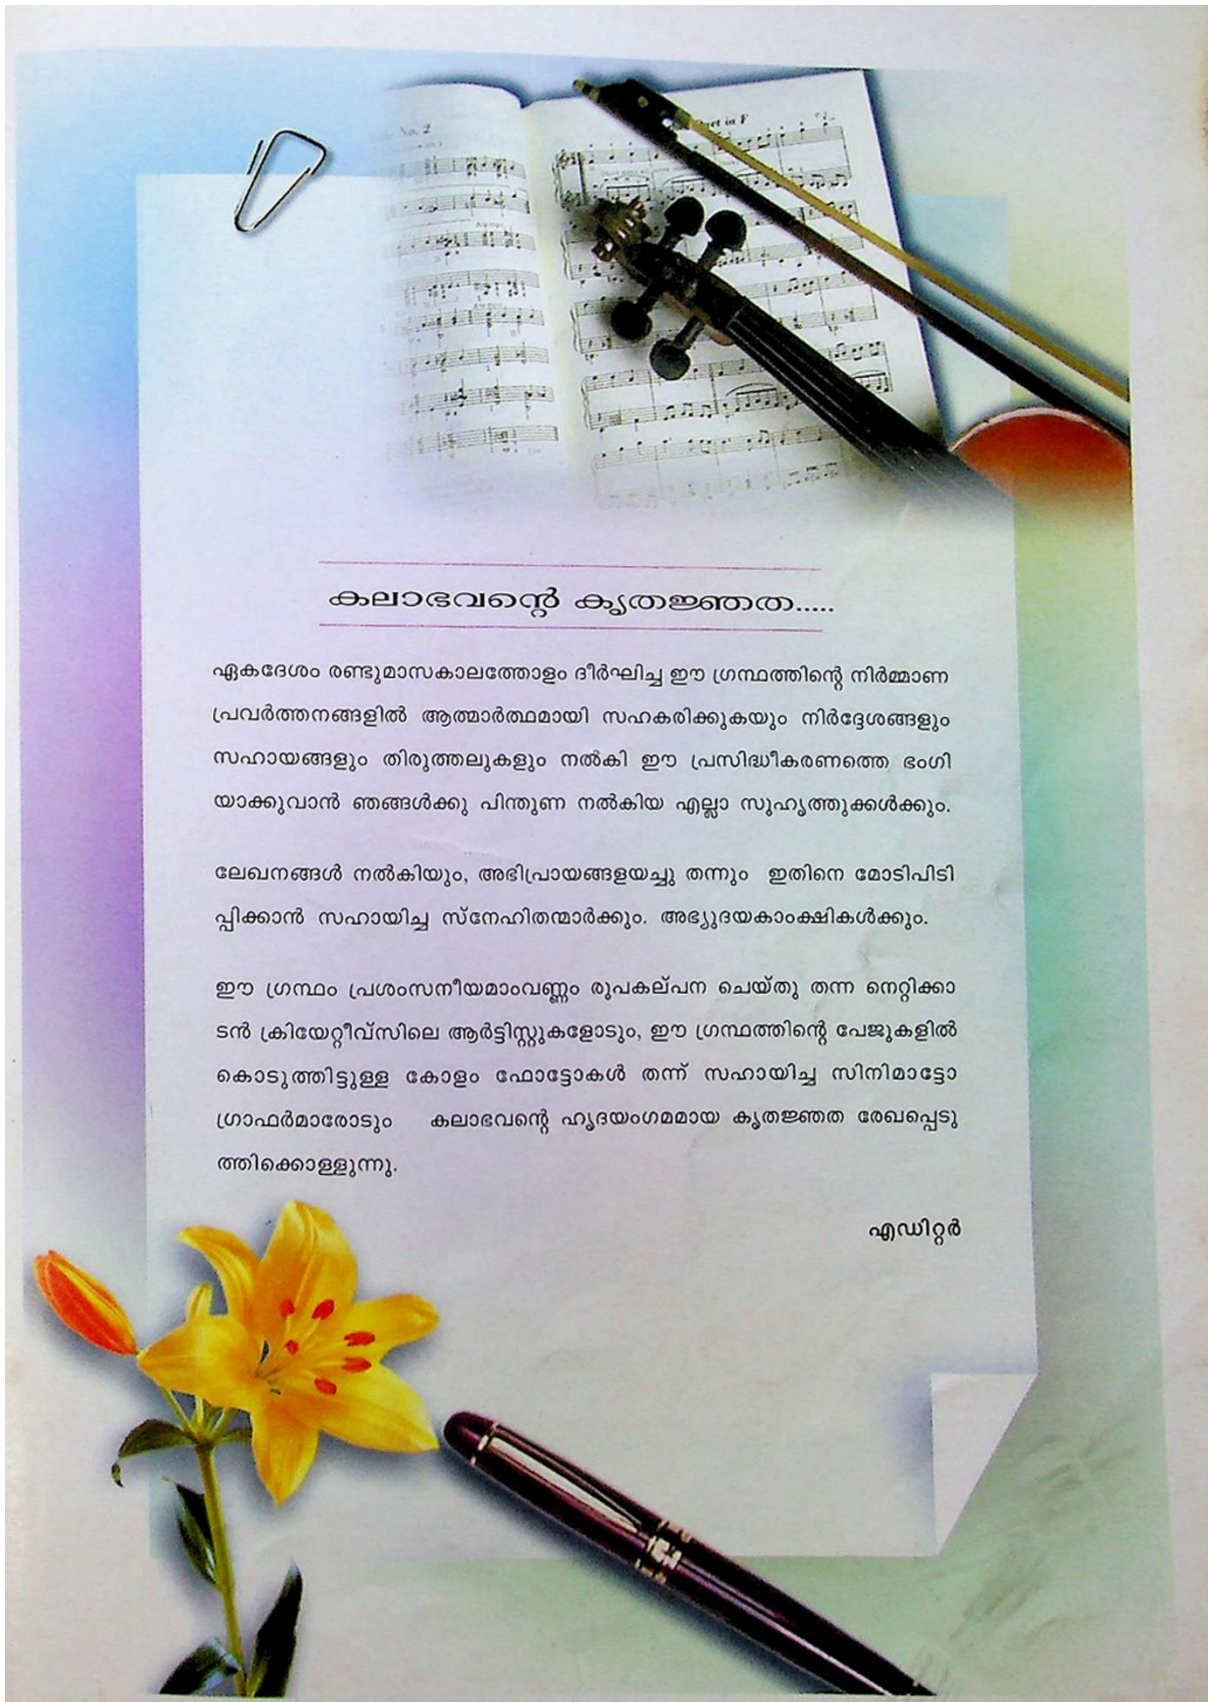 No. 2
in F
കലാഭവന്റെ കൃതജ്ഞത.....
ഏകദേശം രണ്ടുമാസകാലത്തോളം ദീർഘിച്ച ഈ ഗ്രന്ഥത്തിന്റെ നിർമ്മാണ
പ്രവർത്തനങ്ങളിൽ ആത്മാർത്ഥമായി സഹകരിക്കുകയും നിർദ്ദേശങ്ങളും
സഹായങ്ങളും തിരുത്തലുകളും നൽകി ഈ പ്രസിദ്ധീകരണത്തെ ഭംഗി
യാക്കുവാൻ ഞങ്ങൾക്കു പിന്തുണ നൽകിയ എല്ലാ സുഹൃത്തുക്കൾക്കും.
ലേഖനങ്ങൾ നൽകിയും, അഭിപ്രായങ്ങളയച്ചു തന്നും ഇതിനെ മോടിപിടി
പ്പിക്കാൻ സഹായിച്ച സ്നേഹിതന്മാർക്കും. അഭ്യുദയകാംക്ഷികൾക്കും.
ഈ ഗ്രന്ഥം പ്രശംസനീയമാംവണ്ണം രൂപകല്പന ചെയ്തു തന്ന നെറ്റിക്കാ
ടൻ ക്രിയേറ്റീവ്സിലെ ആർട്ടിസ്റ്റുകളോടും, ഈ ഗ്രന്ഥത്തിന്റെ പേജുകളിൽ
കൊടുത്തിട്ടുള്ള കോളം ഫോട്ടോകൾ തന്ന് സഹായിച്ച സിനിമാട്ടോ
ഗ്രാഫർമാരോടും കലാഭവന്റെ ഹൃദയംഗമമായ കൃതജ്ഞത രേഖപ്പെടു
ത്തിക്കൊള്ളുന്നു.
എഡിറ്റർ